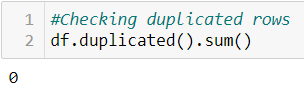 1 #Checking duplicated rows
2 df.duplicated().sum()
0